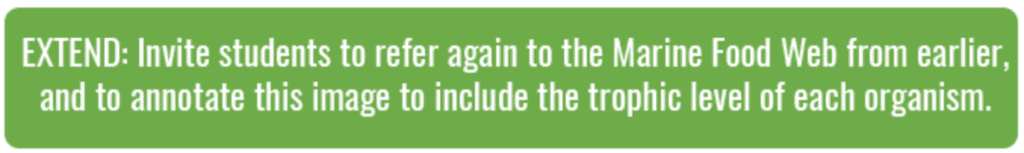 EXTEND: Invite students to refer again to the Marine Food Web from earlier,
and to annotate this image to include the trophic level of each organism.